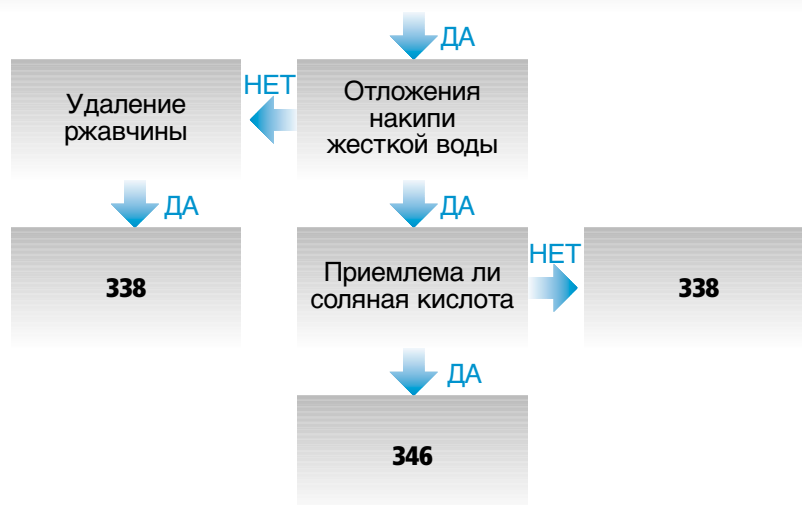 ДА
НЕТ
Удаление
ржавчины
Отложения
накипи
жесткой воды
ДА
ДА
338
Приемлема ли
соляная кислота
НЕТ
338
ДА
346